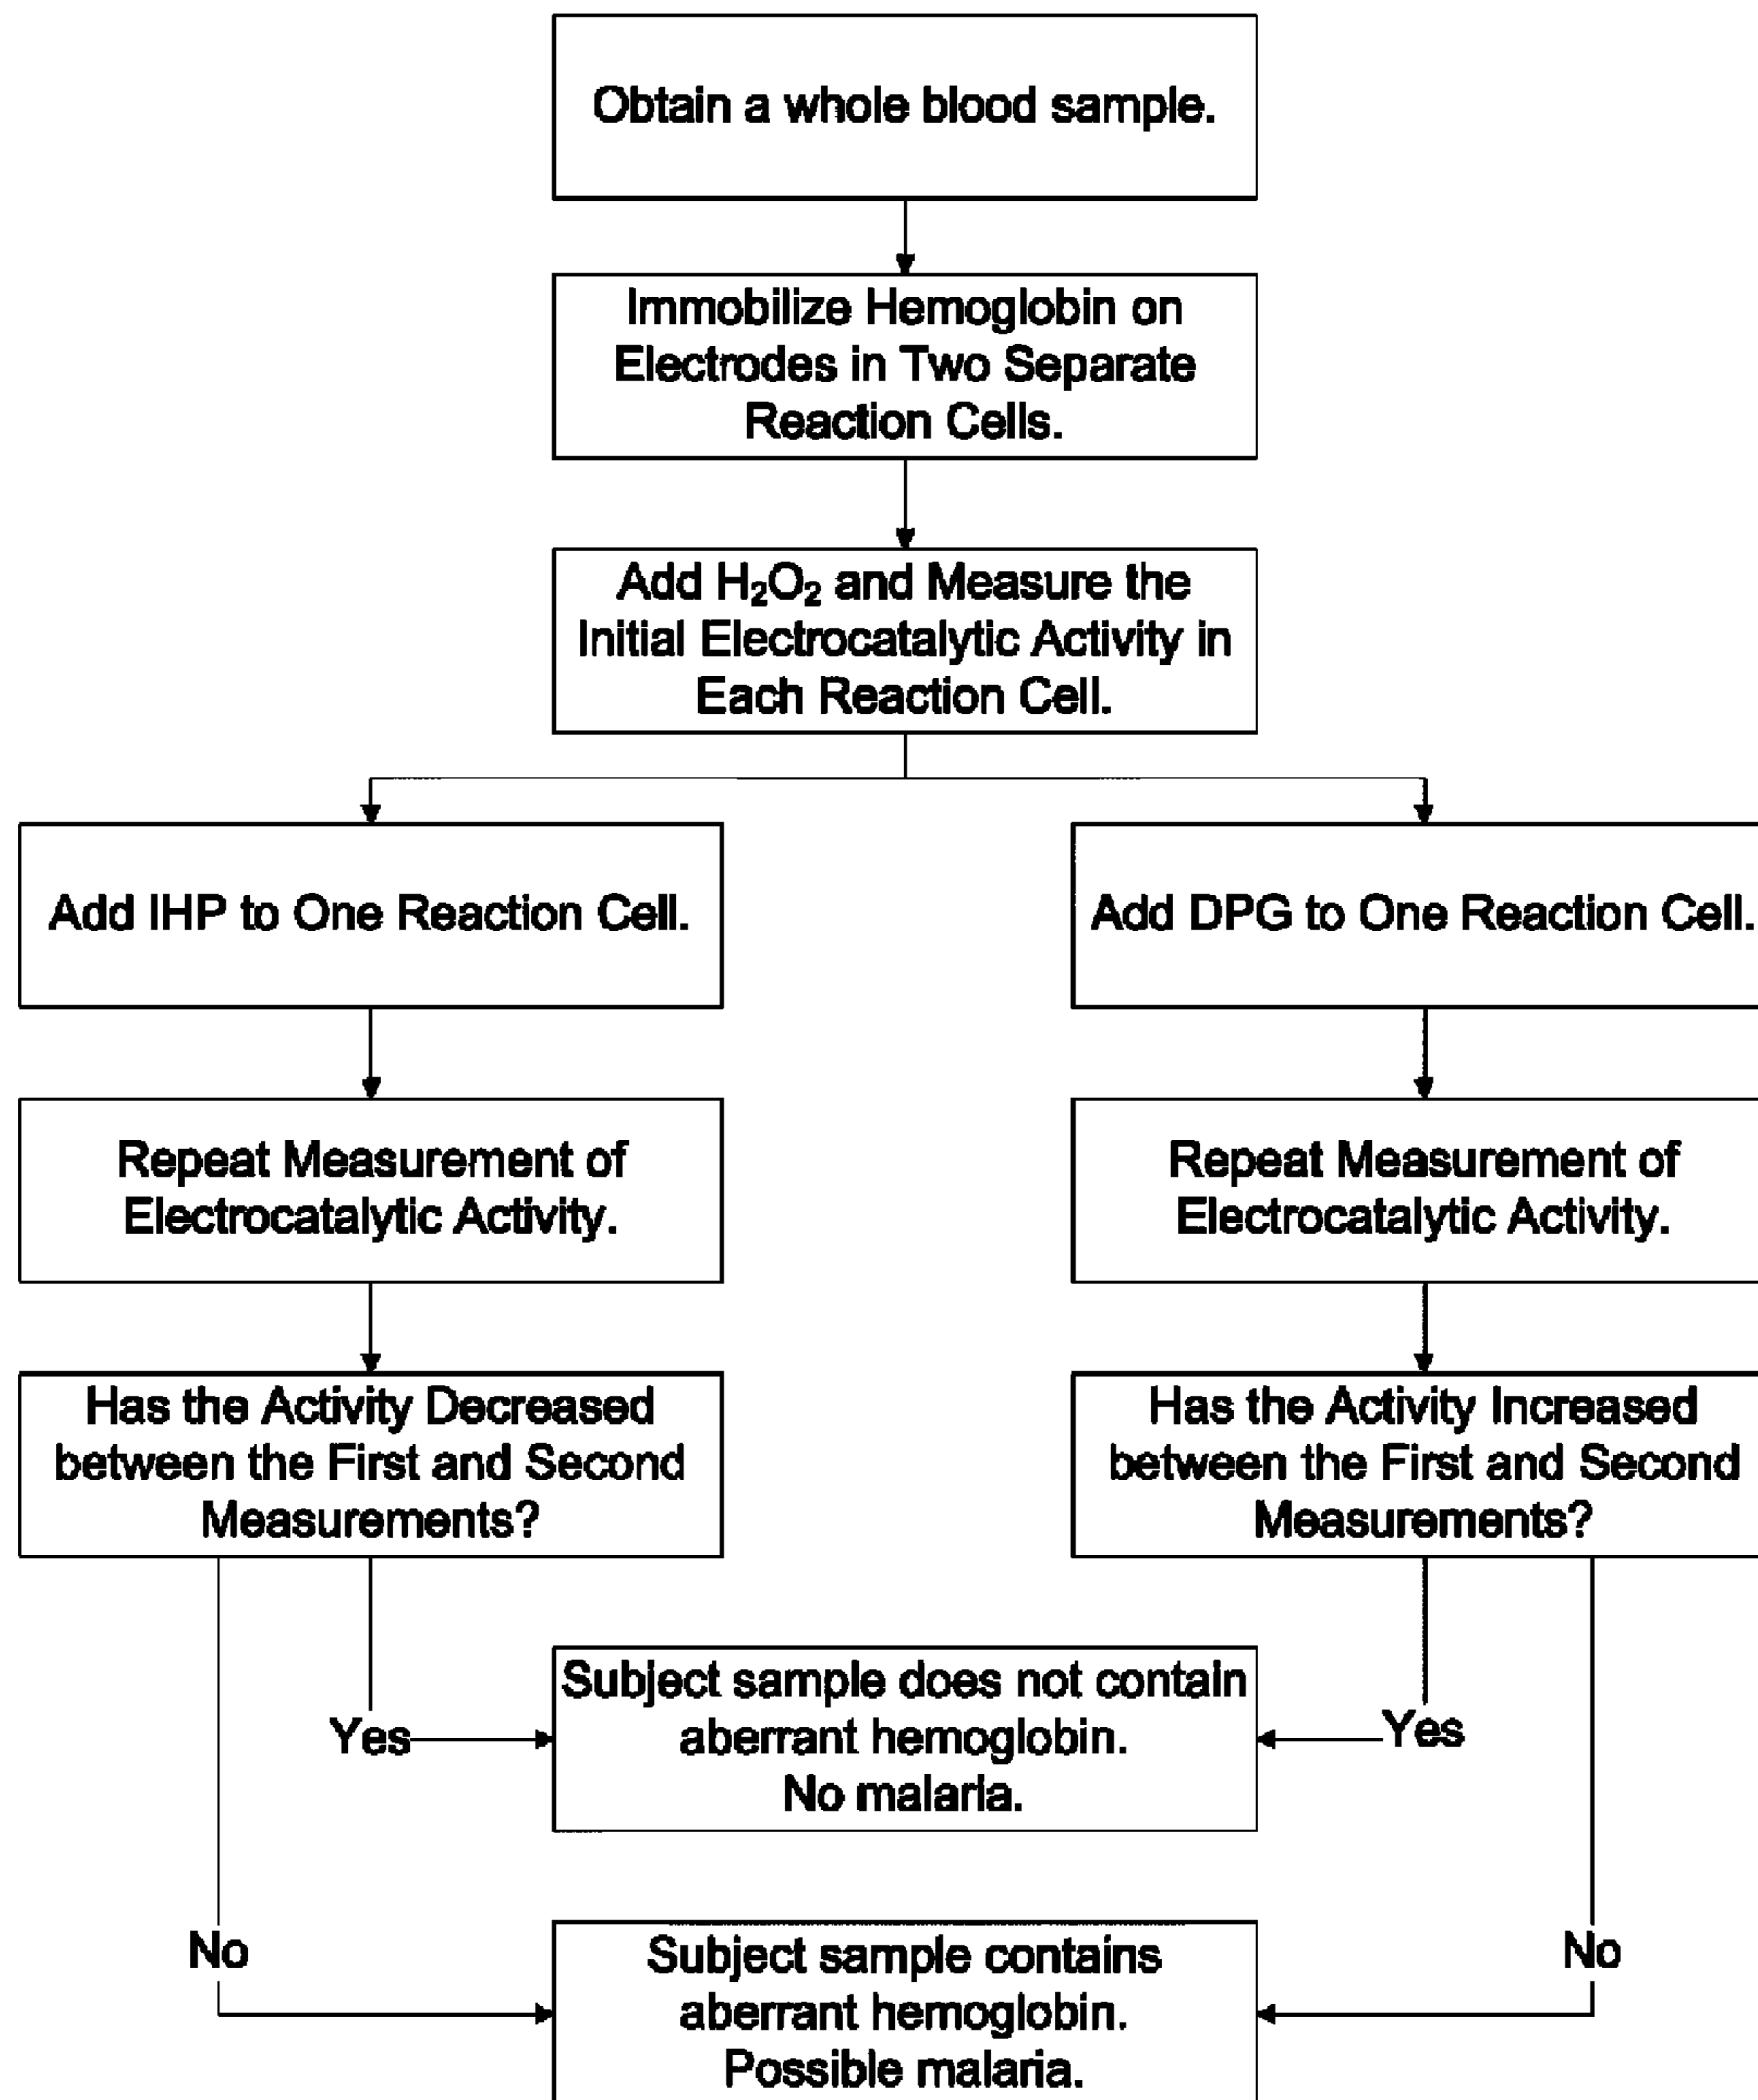 Obtain a whole blood sample.
Immobilize Hemoglobin on
Electrodes in Two Separate
Reaction Cells.
Add H₂O₂ and Measure the
Initial Electrocatalytic Activity in
Each Reaction Cell.
Add IHP to One Reaction Cell.
Add DPG to One Reaction Cell.
Repeat Measurement of
Electrocatalytic Activity.
Repeat Measurement of
Electrocatalytic Activity.
Has the Activity Decreased
between the First and Second
Measurements?
Has the Activity Increased
between the First and Second
Measurements?
Yes
Subject sample does not contain
aberrant hemoglobin.
No malaria.
Yes
No
Subject sample contains
aberrant hemoglobin.
Possible malaria.
No